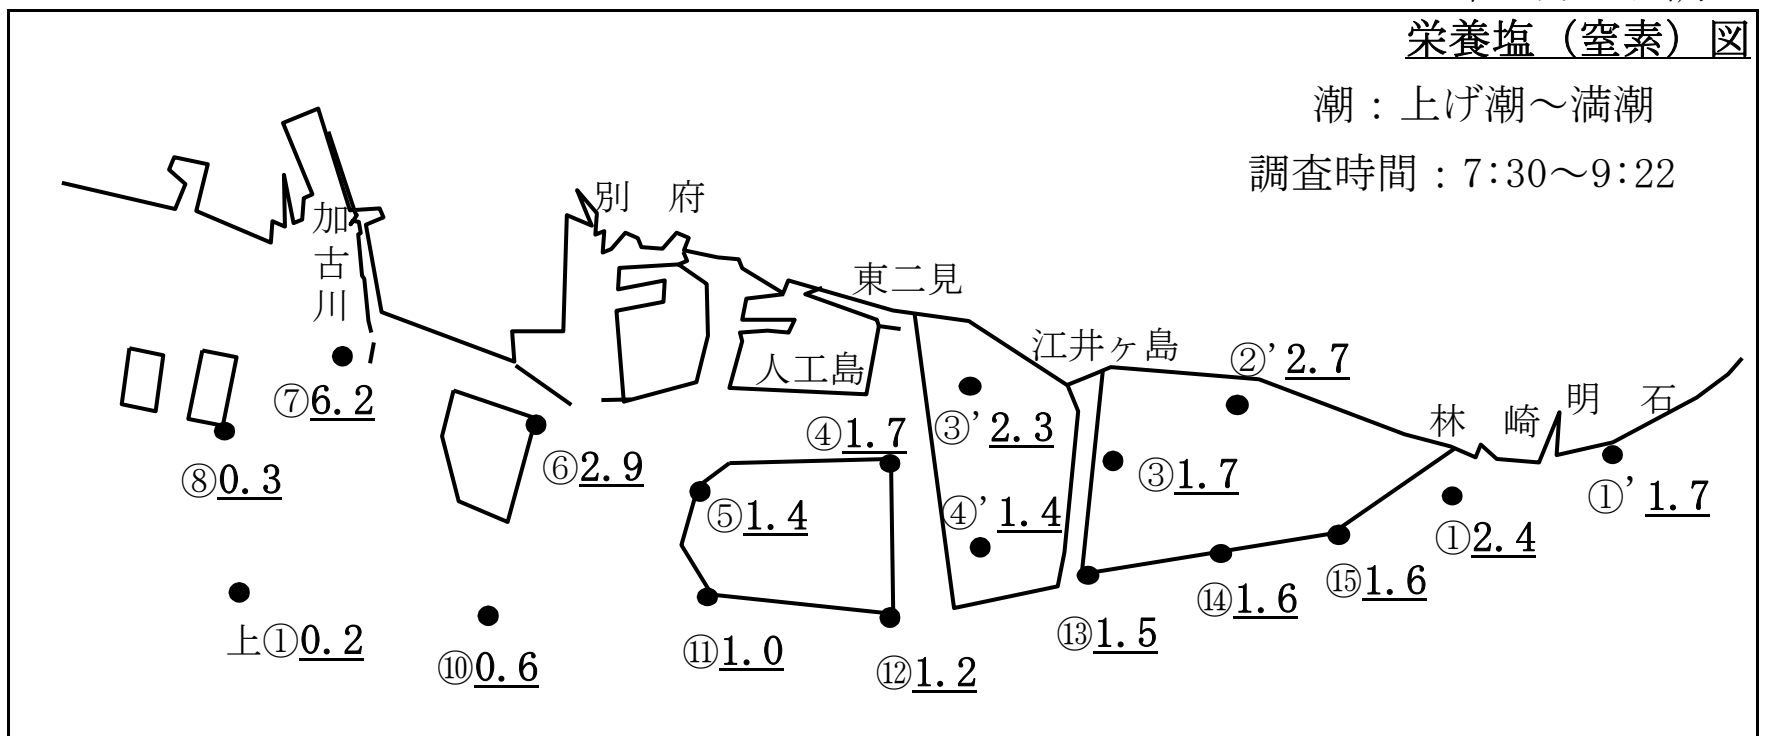 栄養塩（窒素）図
潮：上げ潮～満潮
調査時間：7:30～9:22
別　府
加古川
東二見
江井ヶ島
人工島
②’2.7
林　崎
明　石
⑦6.2
④1.7
③’2.3
⑧0.3
⑥2.9
⑤1.4
④’1.4
③1.7
①’1.7
①2.4
⑮1.6
⑭1.6
⑬1.5
上①0.2
⑩0.6
⑪1.0
⑫1.2